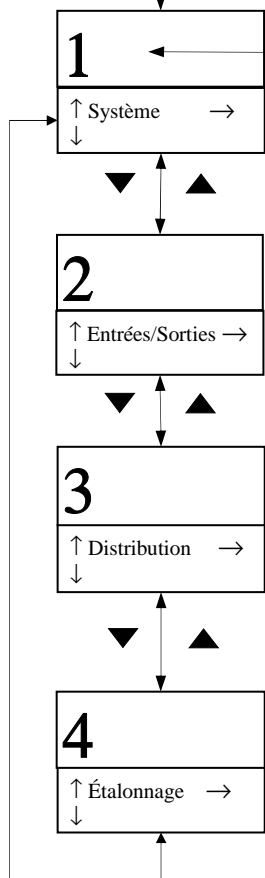 1
↑ Système →
↓
2
↑ Entrées/Sorties →
↓
3
↑ Distribution →
↓
4
↑ Étalonnage →
↓